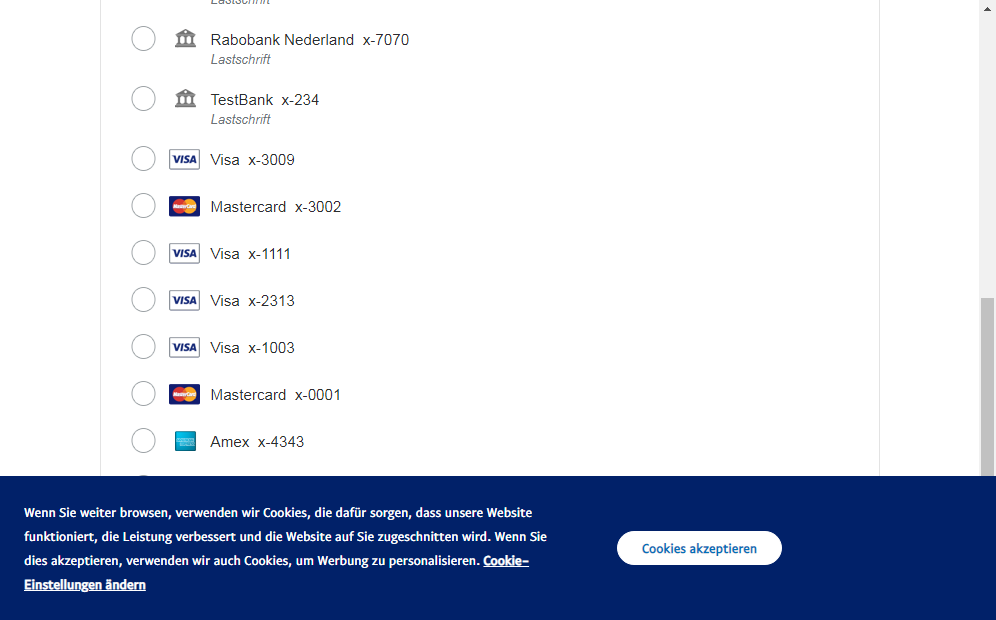 Lastschrift
Rabobank Nederland x-7070
Lastschrift
TestBank x-234
Lastschrift
VISA Visa x-3009
MasterCard Mastercard x-3002
VISA Visa x-1111
VISA Visa x-2313
VISA Visa x-1003
MasterCard Mastercard x-0001
Amex x-4343
Wenn Sie weiter browsen, verwenden wir Cookies, die dafür sorgen, dass unsere Website
funktioniert, die Leistung verbessert und die Website auf Sie zugeschnitten wird. Wenn Sie
dies akzeptieren, verwenden wir auch Cookies, um Werbung zu personalisieren. Cookie-
Einstellungen ändern
Cookies akzeptieren